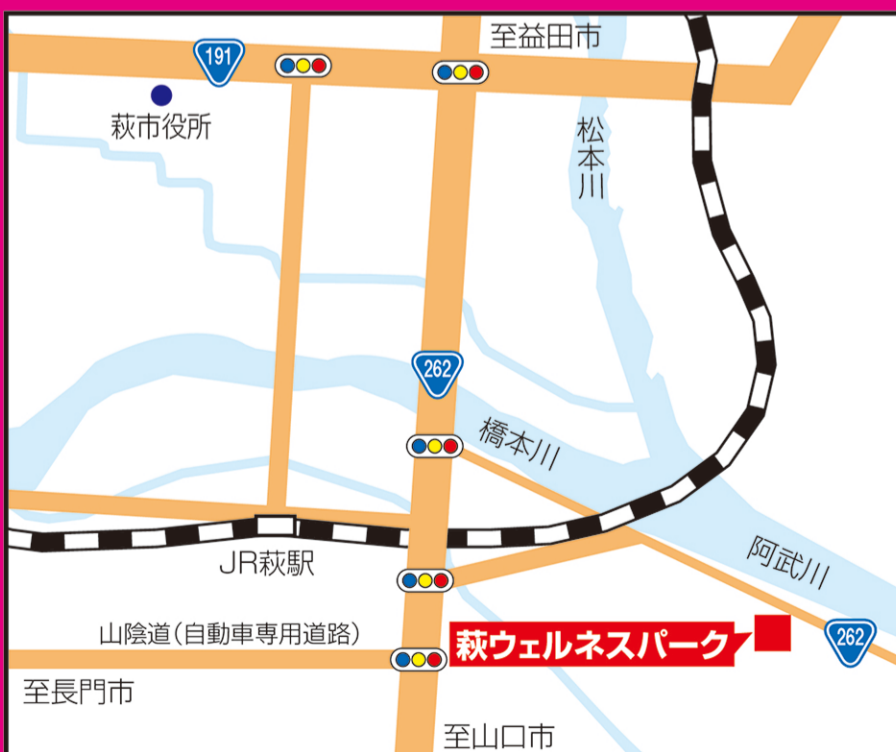 至益田市
191
萩市役所
松本川
262
橋本川
JR萩駅
阿武川
山陰道(自動車専用道路)
萩ウェルネスパーク
262
至長門市
至山口市